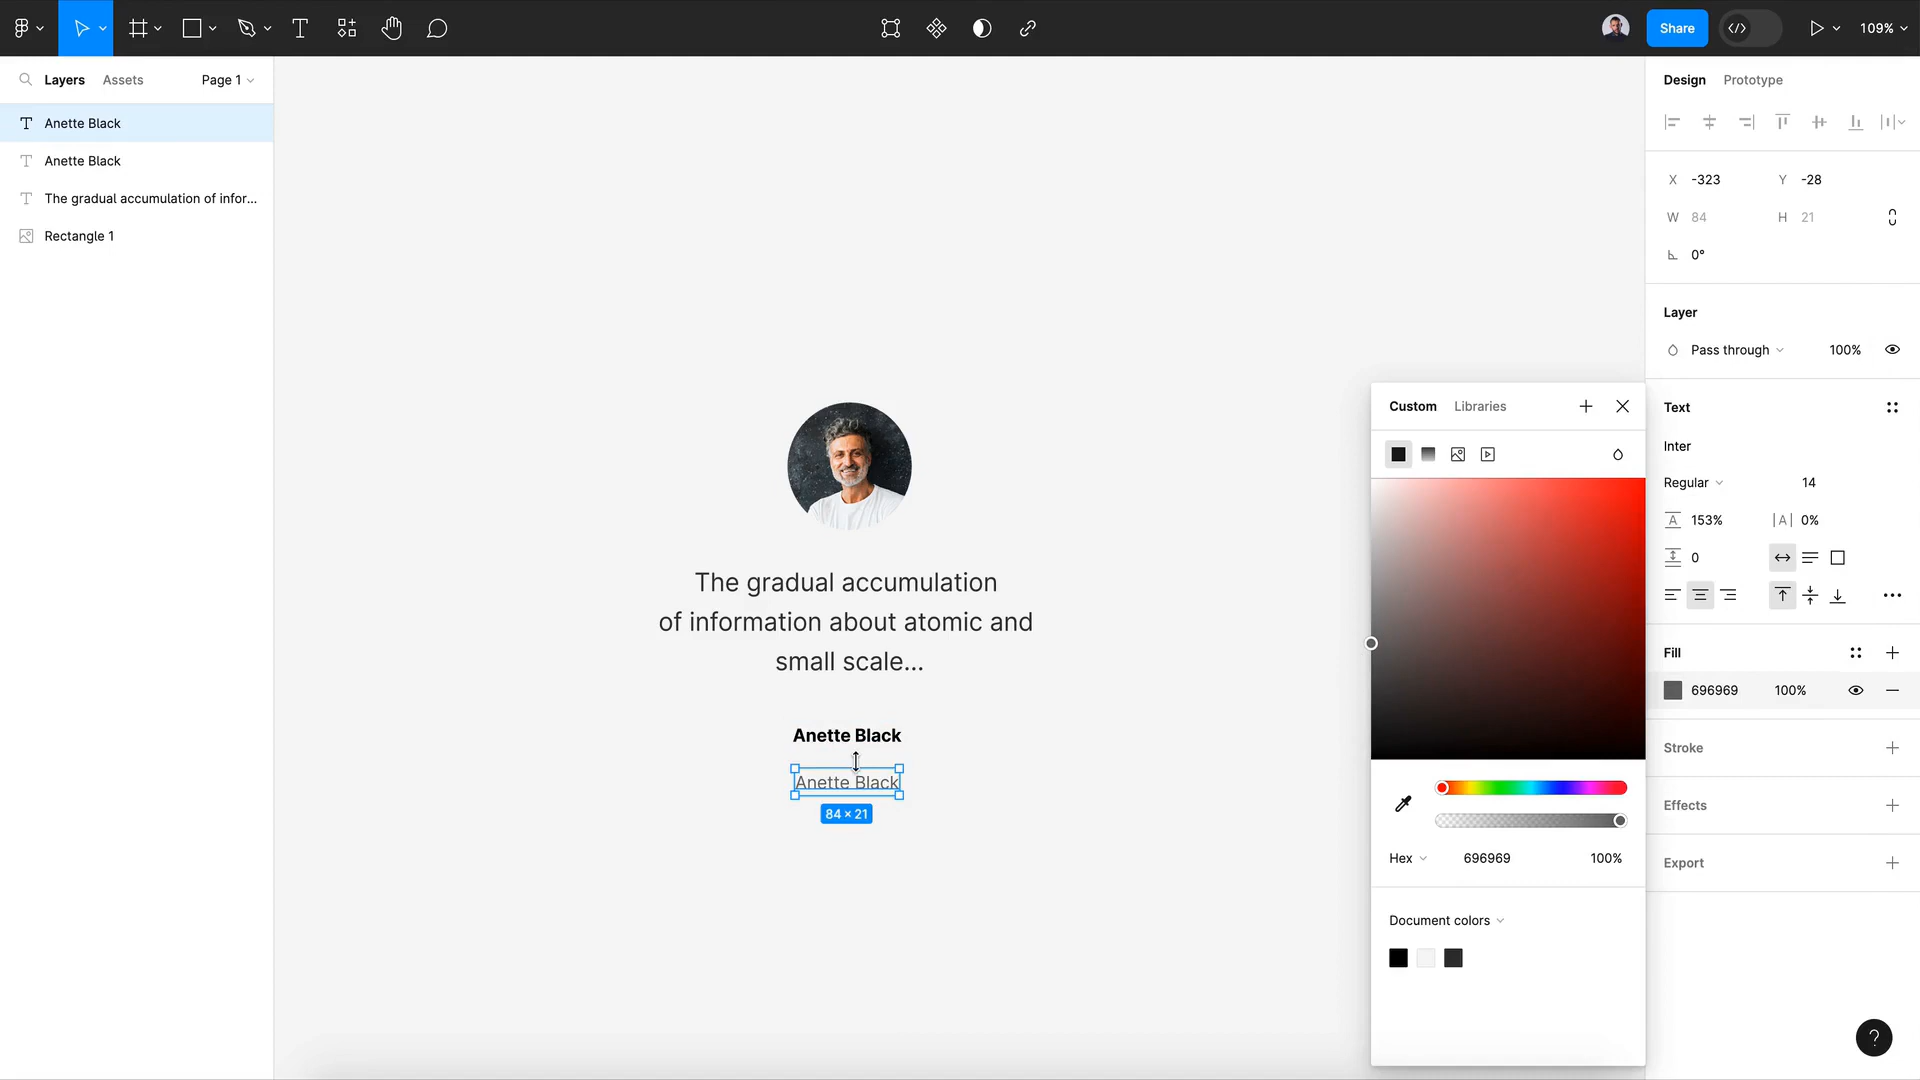 Share
109%
Layers
Assets
Page 1
Anette Black
Anette Black
The gradual accumulation of infor...
Rectangle 1
The gradual accumulation
of information about atomic and
small scale...
Anette Black
Anette Black
84 × 21
Custom
Libraries
Hex
696969
100%
Document colors
Design
Prototype
X -323
Y -28
W 84
H 21
0°
Layer
Pass through
100%
Text
Inter
Regular
14
A 153%
|A| 0%
0
Fill
696969
100%
Stroke
Effects
Export
?